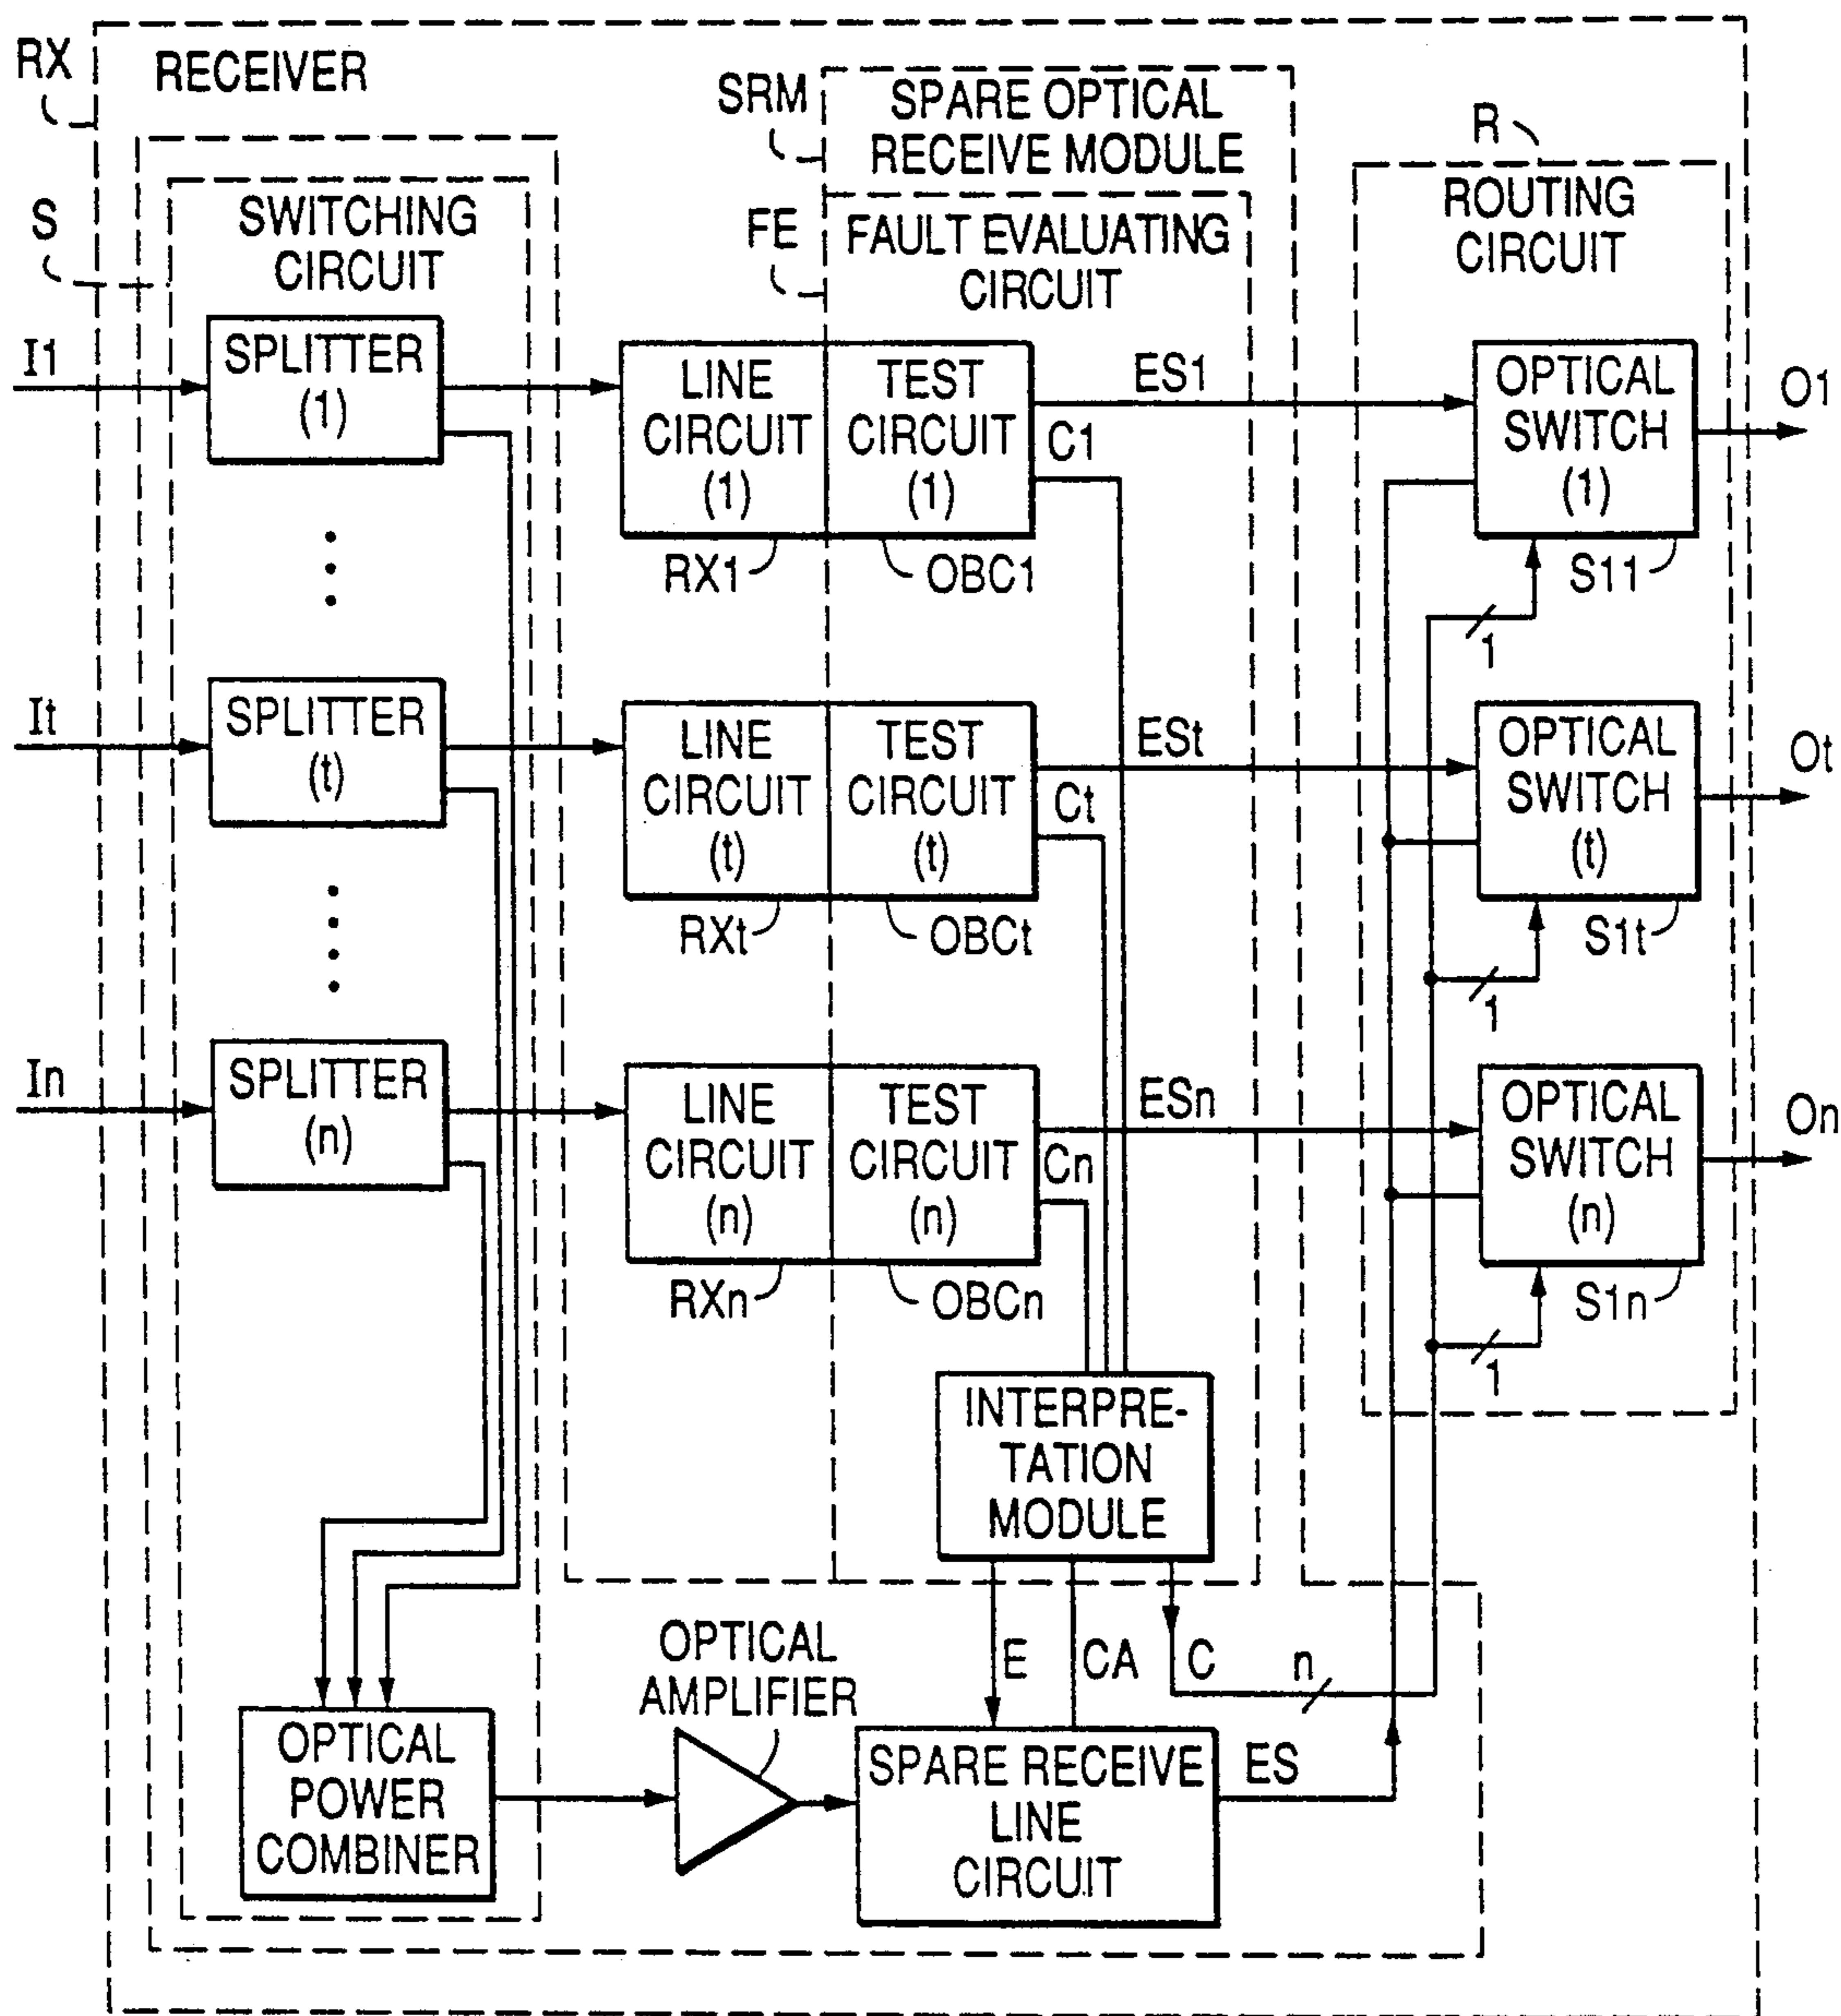 RX
RECEIVER
SRM
SPARE OPTICAL
RECEIVE MODULE
R
S
SWITCHING
CIRCUIT
FE
FAULT EVALUATING
CIRCUIT
ROUTING
CIRCUIT
I1
SPLITTER
(1)
LINE
CIRCUIT
(1)
TEST
CIRCUIT
(1)
ES1
C1
OPTICAL
SWITCH
(1)
O1
RX1
OBC1
S11
1
It
SPLITTER
(t)
LINE
CIRCUIT
(t)
TEST
CIRCUIT
(t)
ESt
Ct
OPTICAL
SWITCH
(t)
Ot
RXt
OBCt
S1t
1
In
SPLITTER
(n)
LINE
CIRCUIT
(n)
TEST
CIRCUIT
(n)
ESn
Cn
OPTICAL
SWITCH
(n)
On
RXn
OBCn
S1n
1
INTERPRE-
TATION
MODULE
E
CA
C
n
OPTICAL
AMPLIFIER
OPTICAL
POWER
COMBINER
SPARE RECEIVE
LINE
CIRCUIT
ES